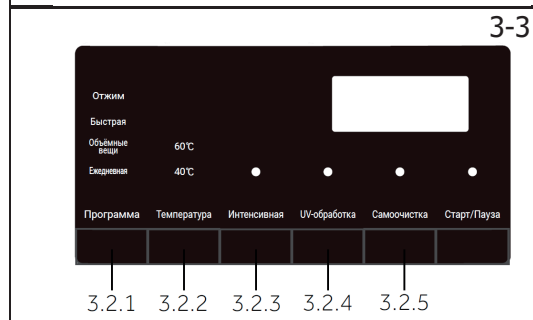 3-3
Отжим
Быстрая
Объёмные
вещи
60℃
Ежедневная
40℃
Программа Температура Интенсивная UV-обработка Самоочистка Старт/Пауза
3.2.1 3.2.2 3.2.3 3.2.4 3.2.5